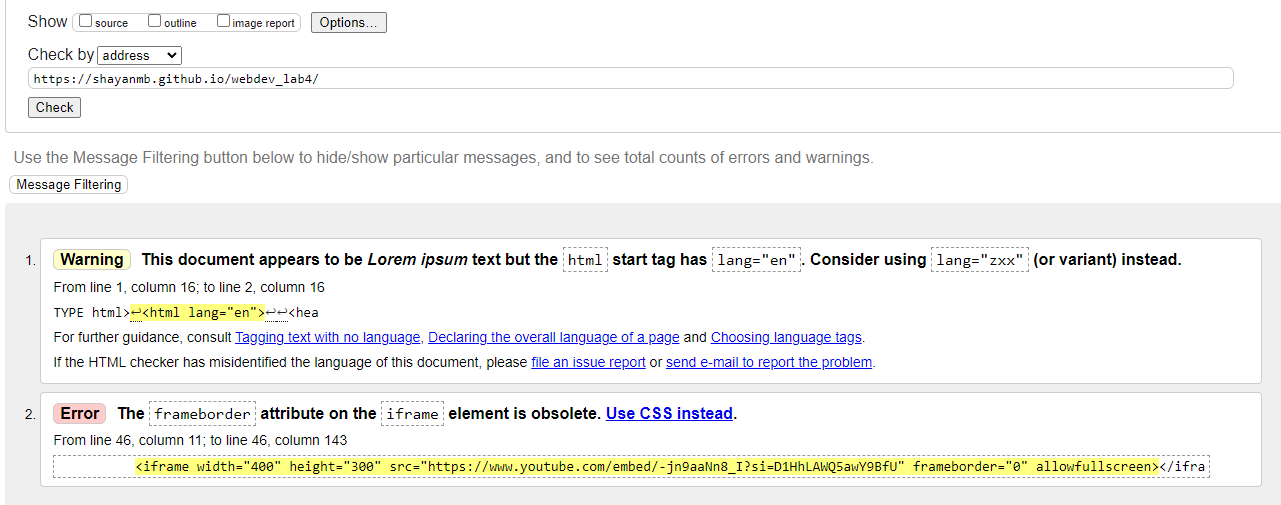 Show source outline image report Options...
Check by address
https://shayanmb.github.io/webdev_lab4/
Check
Use the Message Filtering button below to hide/show particular messages, and to see total counts of errors and warnings.
Message Filtering
1. Warning This document appears to be Lorem ipsum text but the html start tag has lang="en". Consider using lang="zxx" (or variant) instead.
From line 1, column 16; to line 2, column 16
TYPE html>↩<html lang="en">↩↩<hea
For further guidance, consult Tagging text with no language, Declaring the overall language of a page and Choosing language tags.
If the HTML checker has misidentified the language of this document, please file an issue report or send e-mail to report the problem.
2. Error The frameborder attribute on the iframe element is obsolete. Use CSS instead.
From line 46, column 11; to line 46, column 143
<iframe width="400" height="300" src="https://www.youtube.com/embed/-jn9aaNn8_I?si=D1HhLAWQ5awY9BfU" frameborder="0" allowfullscreen></ifra